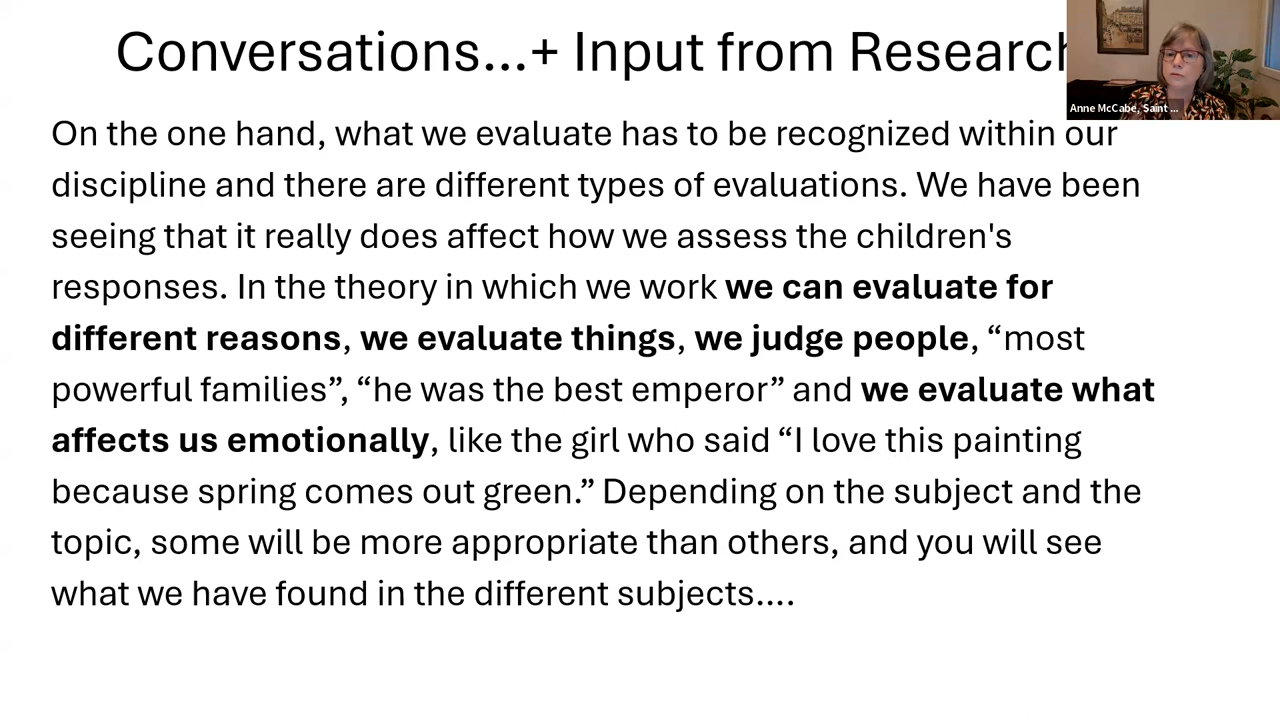 Conversations...+ Input from Research
Anne McCabe, Saint ...
On the one hand, what we evaluate has to be recognized within our
discipline and there are different types of evaluations. We have been
seeing that it really does affect how we assess the children's
responses. In the theory in which we work we can evaluate for
different reasons, we evaluate things, we judge people, “most
powerful families”, “he was the best emperor” and we evaluate what
affects us emotionally, like the girl who said “I love this painting
because spring comes out green.” Depending on the subject and the
topic, some will be more appropriate than others, and you will see
what we have found in the different subjects....